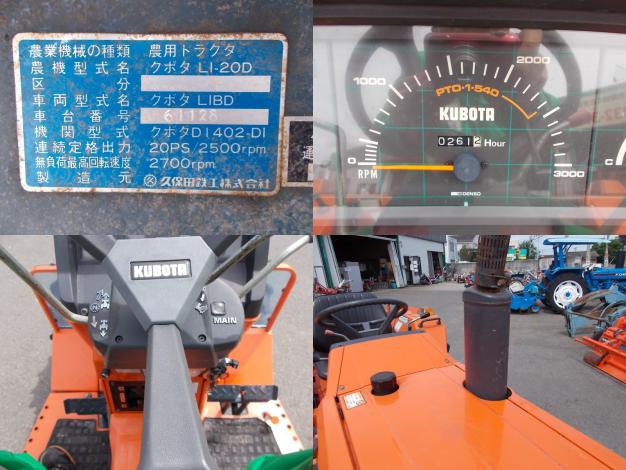 農業機械の種類 農用トラクタ
農機型式名 クボタ L1-20D
区分
車両型式名 クボタ L1BD
車台番号 61128
機関型式 クボタD1402-DI
連続定格出力 20PS/2500rpm
無負荷最高回転速度 2700rpm
製造元 久保田鉄工株式会社
1000
2000
PTO・1・540
KUBOTA
02612 Hour
0
RPM
DENSO
3000
KUBOTA
MAIN